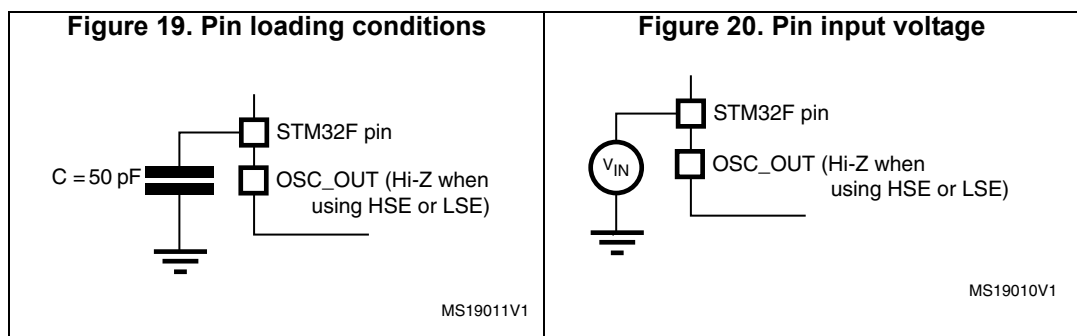 Figure 19. Pin loading conditions
STM32F pin
C = 50 pF
OSC_OUT (Hi-Z when
using HSE or LSE)
MS19011V1
Figure 20. Pin input voltage
STM32F pin
VIN
OSC_OUT (Hi-Z when
using HSE or LSE)
MS19010V1